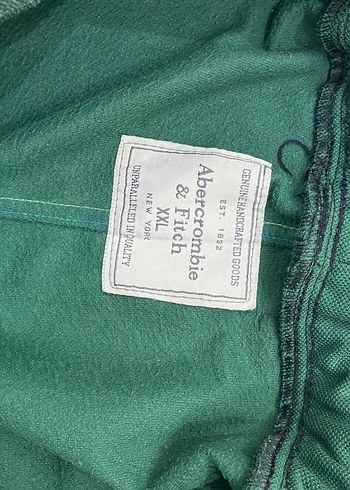 GENUINE HANDCRAFTED GOODS
EST. 1892
Abercrombie
& Fitch
XXL
NEW YORK
UNPARALLELED IN QUALITY